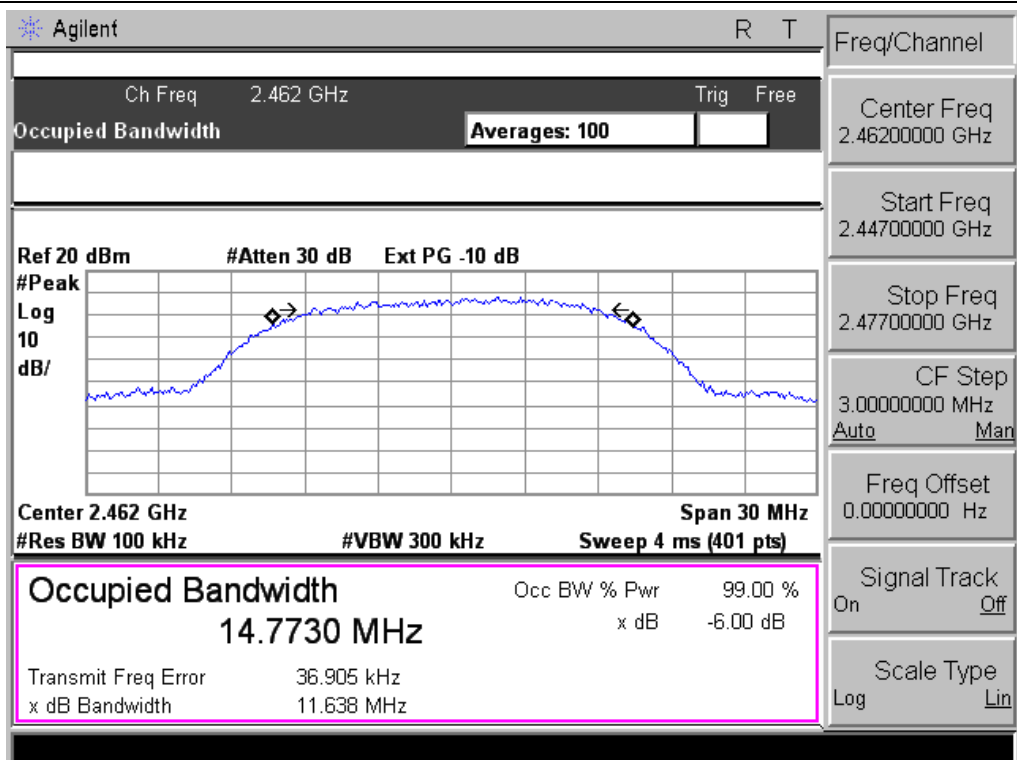 Agilent R T
Ch Freq 2.462 GHz Trig Free
Occupied Bandwidth Averages: 100
Ref 20 dBm #Atten 30 dB Ext PG -10 dB
#Peak
Log
10
dB/
Center 2.462 GHz Span 30 MHz
#Res BW 100 kHz #VBW 300 kHz Sweep 4 ms (401 pts)
Occupied Bandwidth Occ BW % Pwr 99.00 %
14.7730 MHz x dB -6.00 dB
Transmit Freq Error 36.905 kHz
x dB Bandwidth 11.638 MHz
Freq/Channel
Center Freq
2.46200000 GHz
Start Freq
2.44700000 GHz
Stop Freq
2.47700000 GHz
CF Step
3.00000000 MHz
Auto Man
Freq Offset
0.00000000 Hz
Signal Track
On Off
Scale Type
Log Lin